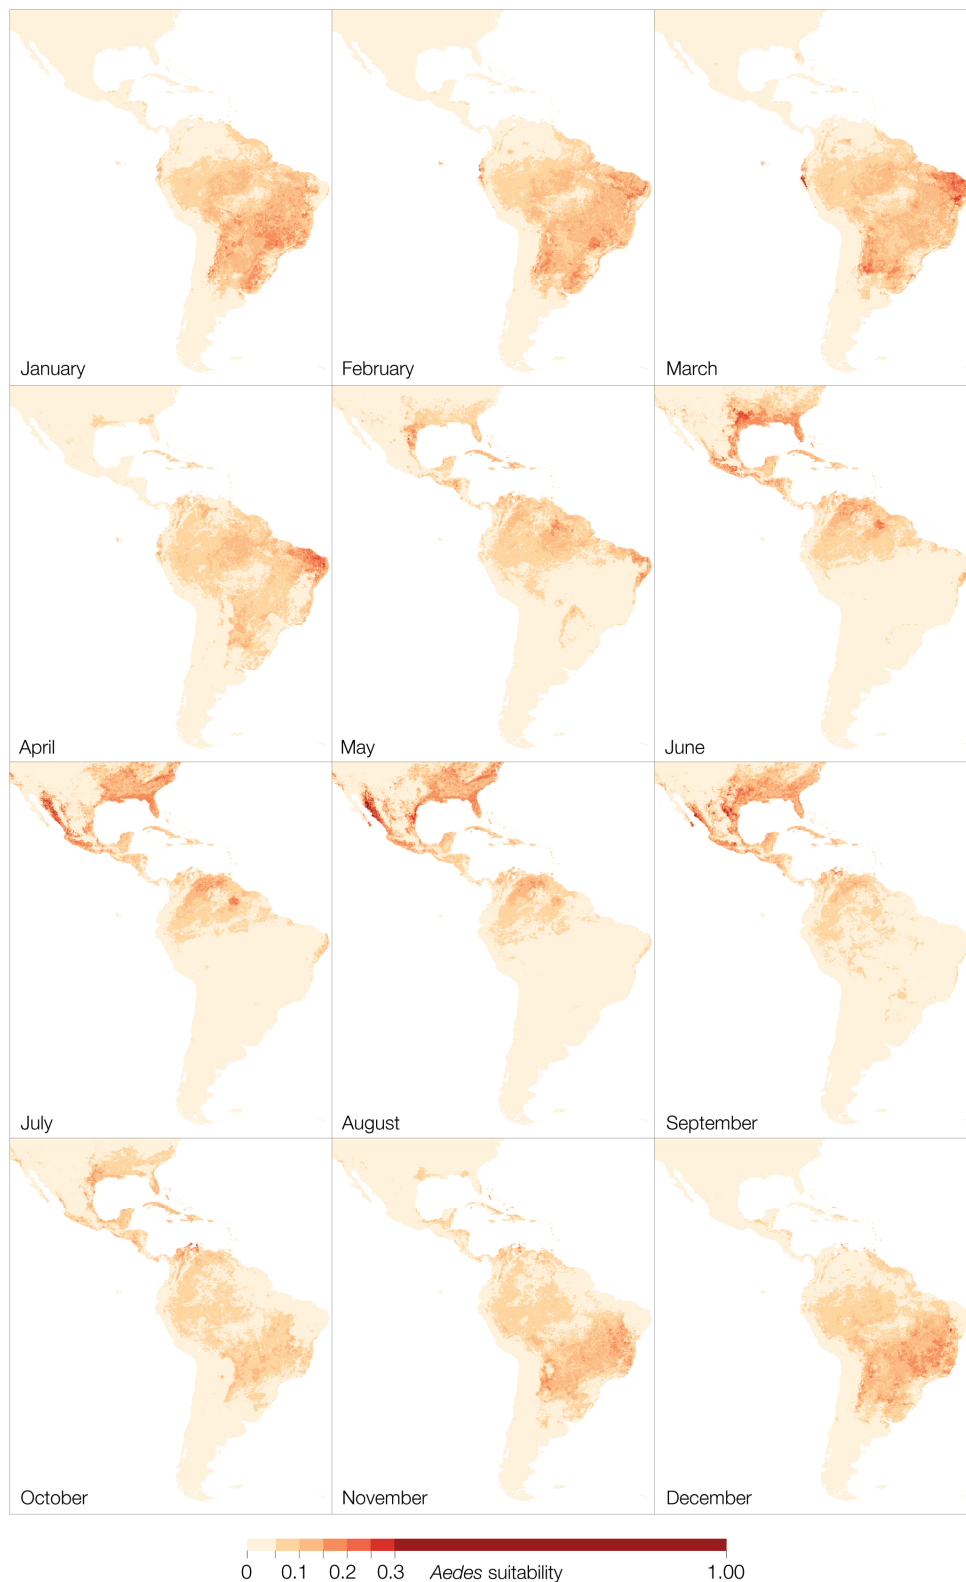 January
February
March
April
May
June
July
August
September
October
November
December
0 0.1 0.2 0.3 Aedes suitability 1.00